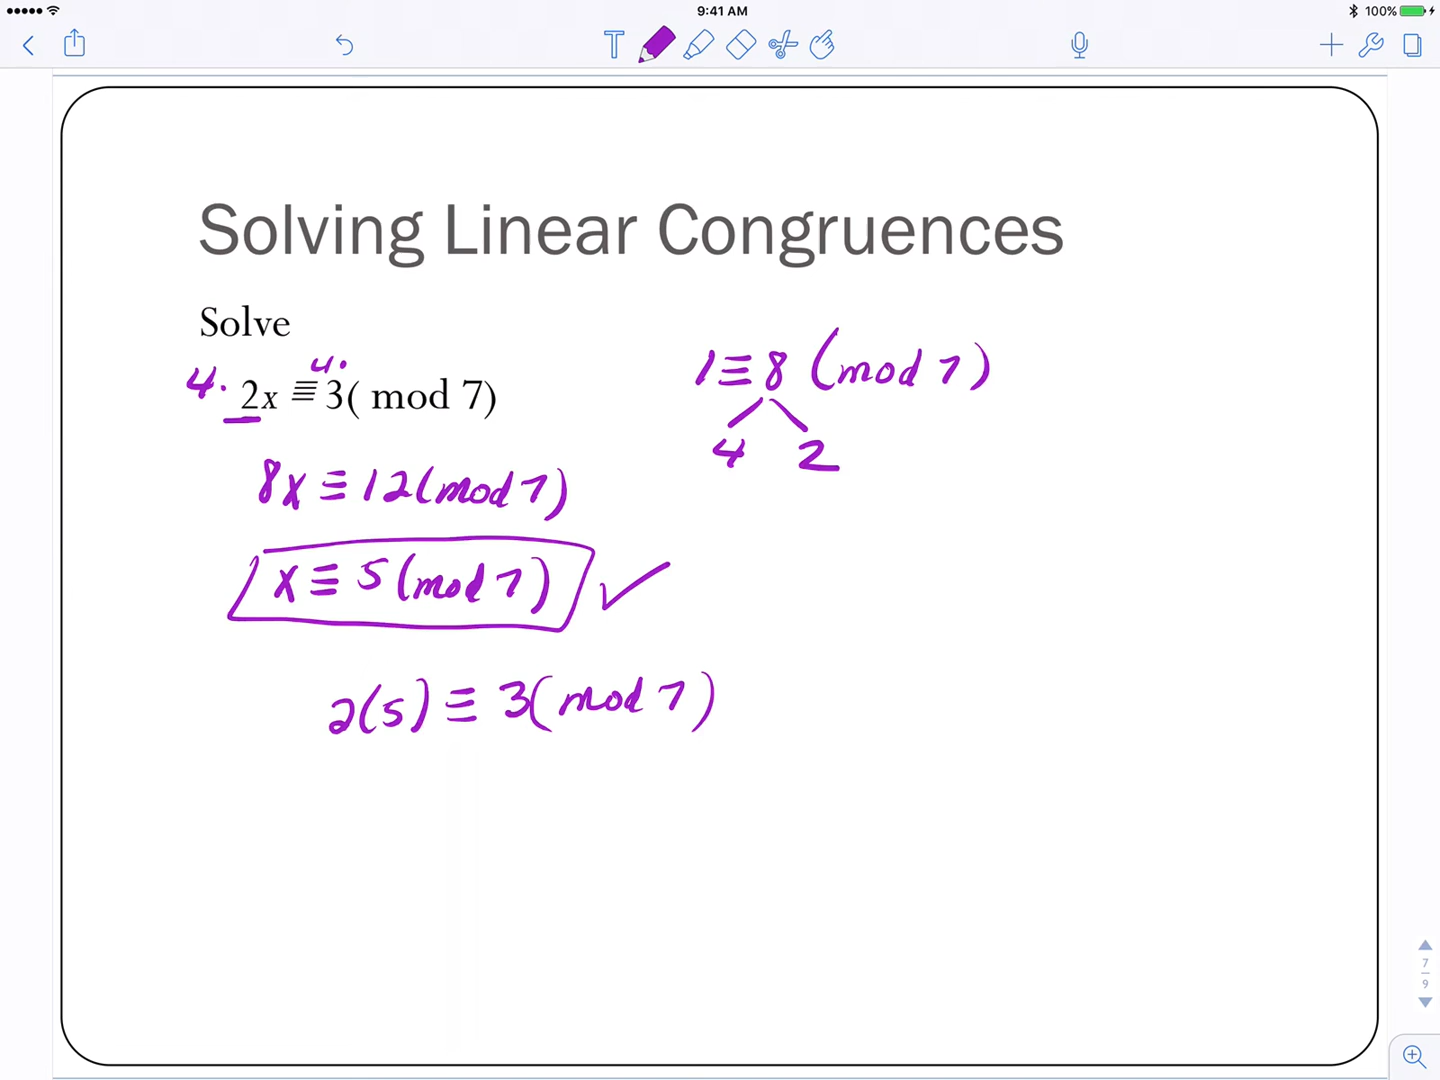 9:41 AM
100%
T
Solving Linear Congruences
Solve
4· 2x ≡ 4· 3( mod 7)
1 ≡ 8 (mod 7)
4 2
8x ≡ 12(mod 7)
x ≡ 5 (mod 7) ✓
2(5) ≡ 3(mod 7)
7
9